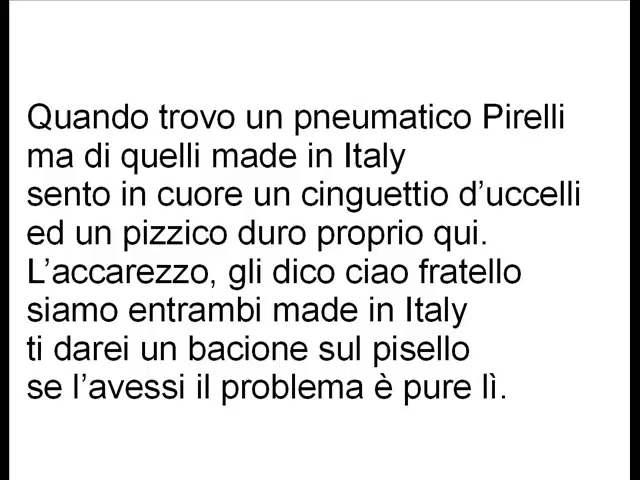 Quando trovo un pneumatico Pirelli
ma di quelli made in Italy
sento in cuore un cinguettio d'uccelli
ed un pizzico duro proprio qui.
L'accarezzo, gli dico ciao fratello
siamo entrambi made in Italy
ti darei un bacione sul pisello
se l'avessi il problema è pure lì.